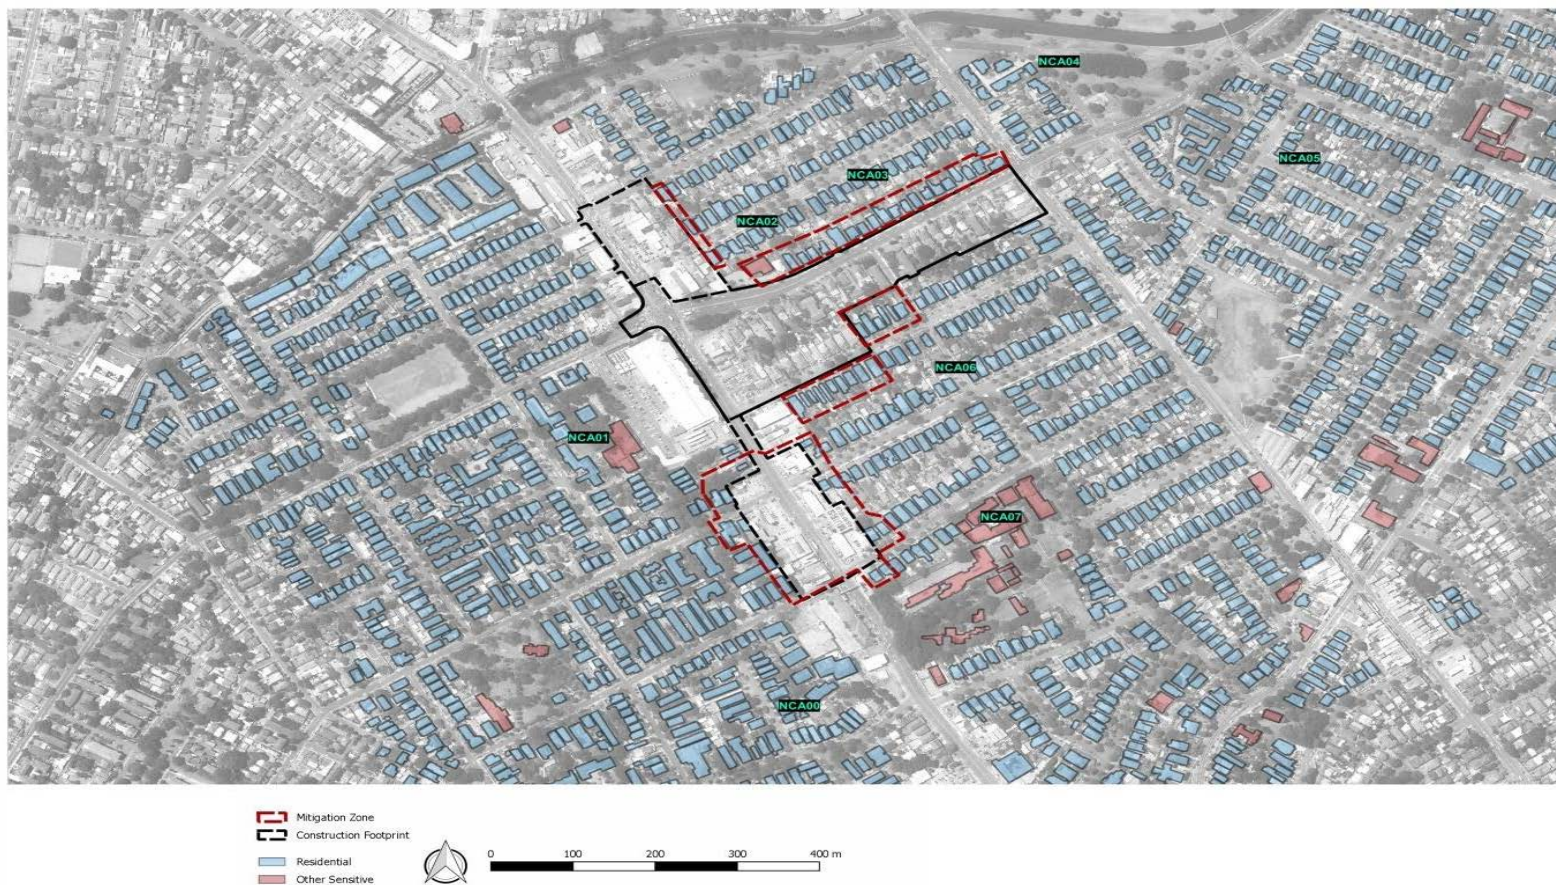 NCA04
NCA05
NCA03
NCA02
NCA06
NCA01
NCA07
NCA00
Mitigation Zone
Construction Footprint
Residential
Other Sensitive
0 100 200 300 400 m